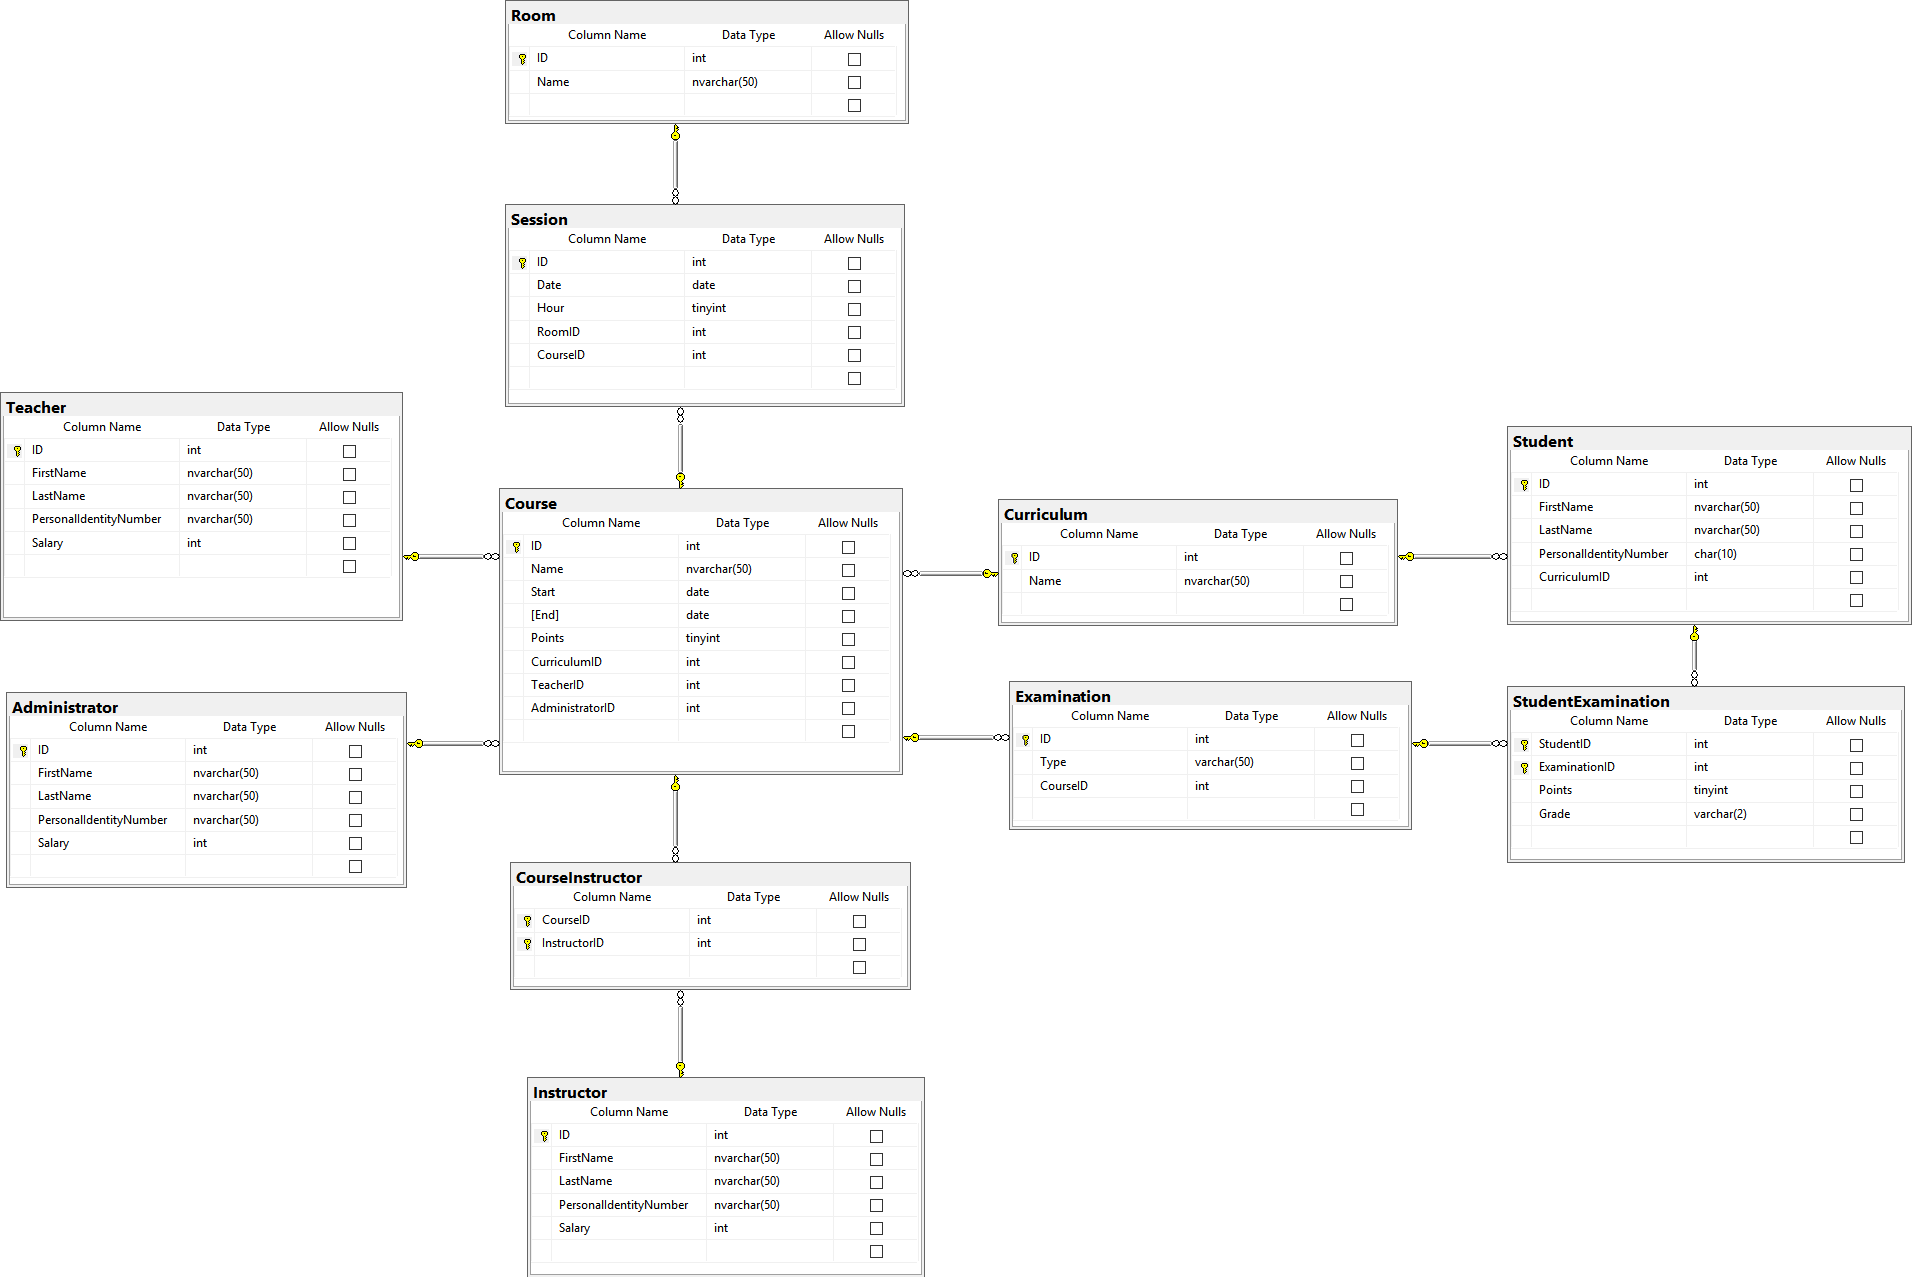 Room
Column Name Data Type Allow Nulls
ID int
Name nvarchar(50)
Session
Column Name Data Type Allow Nulls
ID int
Date date
Hour tinyint
RoomID int
CourseID int
Teacher
Column Name Data Type Allow Nulls
ID int
FirstName nvarchar(50)
LastName nvarchar(50)
PersonalIdentityNumber nvarchar(50)
Salary int
Course
Column Name Data Type Allow Nulls
ID int
Name nvarchar(50)
Start date
[End] date
Points tinyint
CurriculumID int
TeacherID int
AdministratorID int
Curriculum
Column Name Data Type Allow Nulls
ID int
Name nvarchar(50)
Student
Column Name Data Type Allow Nulls
ID int
FirstName nvarchar(50)
LastName nvarchar(50)
PersonalIdentityNumber char(10)
CurriculumID int
Administrator
Column Name Data Type Allow Nulls
ID int
FirstName nvarchar(50)
LastName nvarchar(50)
PersonalIdentityNumber nvarchar(50)
Salary int
Examination
Column Name Data Type Allow Nulls
ID int
Type varchar(50)
CourseID int
StudentExamination
Column Name Data Type Allow Nulls
StudentID int
ExaminationID int
Points tinyint
Grade varchar(2)
CourseInstructor
Column Name Data Type Allow Nulls
CourseID int
InstructorID int
Instructor
Column Name Data Type Allow Nulls
ID int
FirstName nvarchar(50)
LastName nvarchar(50)
PersonalIdentityNumber nvarchar(50)
Salary int